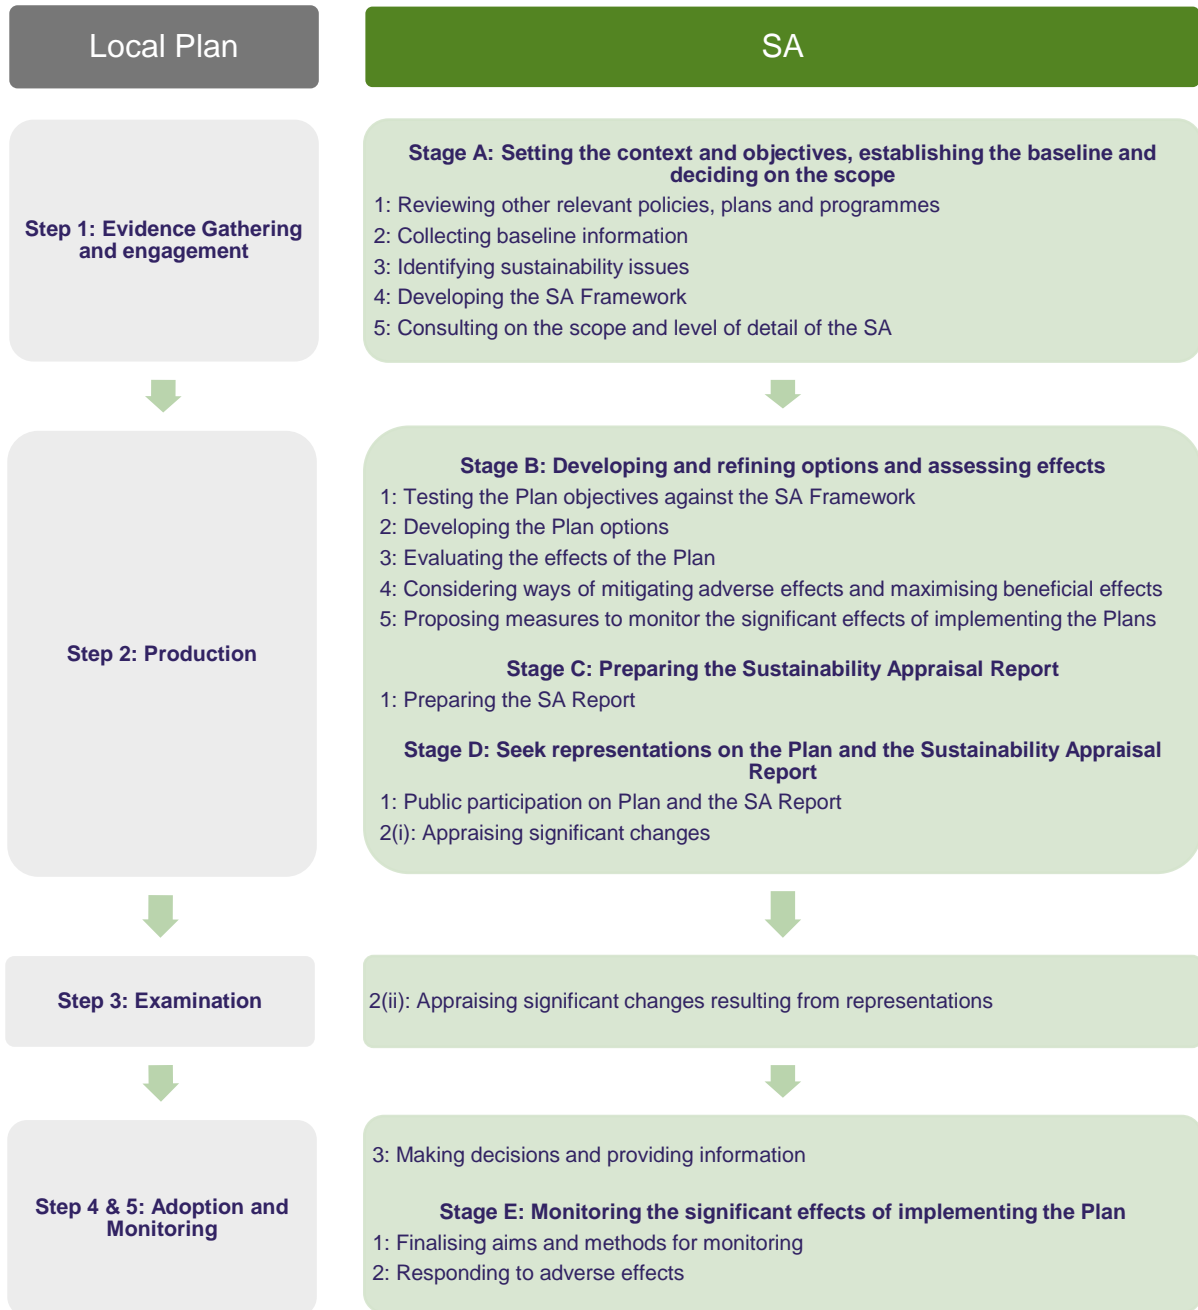 Local Plan
SA
Step 1: Evidence Gathering
and engagement
Stage A: Setting the context and objectives, establishing the baseline and
deciding on the scope
1: Reviewing other relevant policies, plans and programmes
2: Collecting baseline information
3: Identifying sustainability issues
4: Developing the SA Framework
5: Consulting on the scope and level of detail of the SA
Step 2: Production
Stage B: Developing and refining options and assessing effects
1: Testing the Plan objectives against the SA Framework
2: Developing the Plan options
3: Evaluating the effects of the Plan
4: Considering ways of mitigating adverse effects and maximising beneficial effects
5: Proposing measures to monitor the significant effects of implementing the Plans
Stage C: Preparing the Sustainability Appraisal Report
1: Preparing the SA Report
Stage D: Seek representations on the Plan and the Sustainability Appraisal
Report
1: Public participation on Plan and the SA Report
2(i): Appraising significant changes
Step 3: Examination
2(ii): Appraising significant changes resulting from representations
Step 4 & 5: Adoption and
Monitoring
3: Making decisions and providing information
Stage E: Monitoring the significant effects of implementing the Plan
1: Finalising aims and methods for monitoring
2: Responding to adverse effects